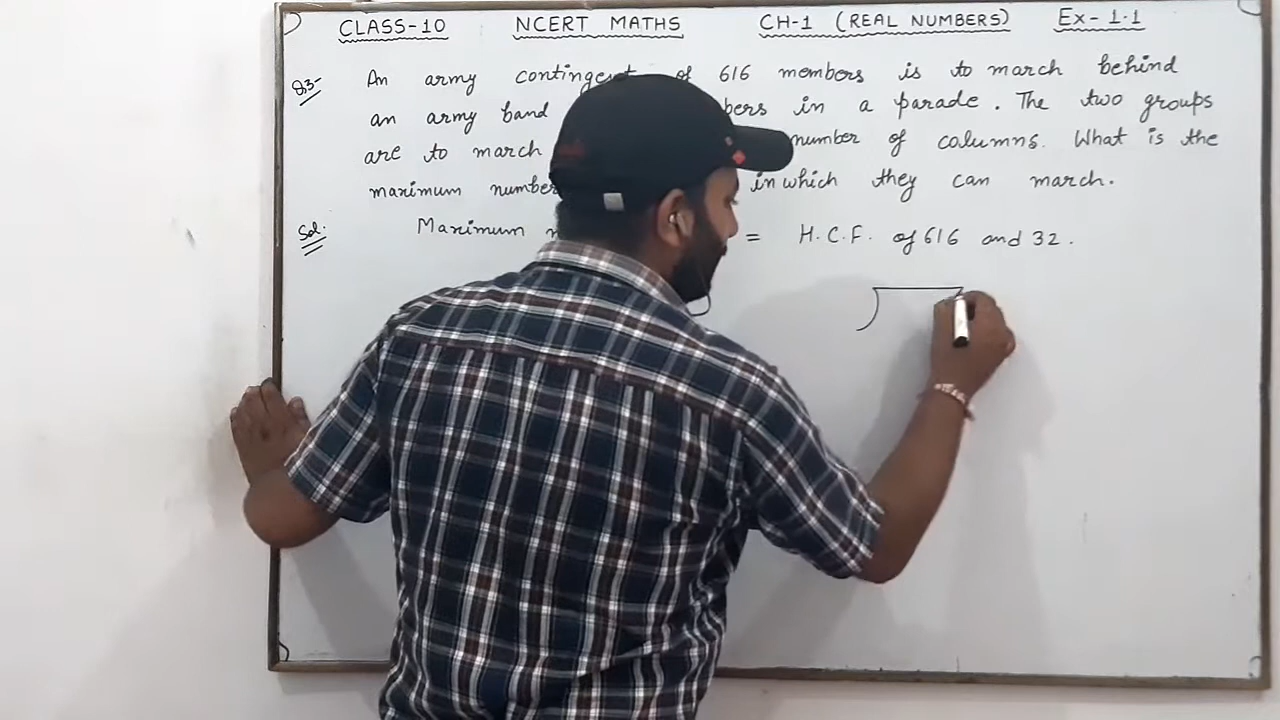 CLASS-10 NCERT MATHS CH-1 (REAL NUMBERS) Ex-1.1
Q3- An army contingent of 616 members is to march behind
an army band bers in a parade. The two groups
are to march number of columns. What is the
maximum number in which they can march.
Sol. Maximum = H.C.F. of 616 and 32.